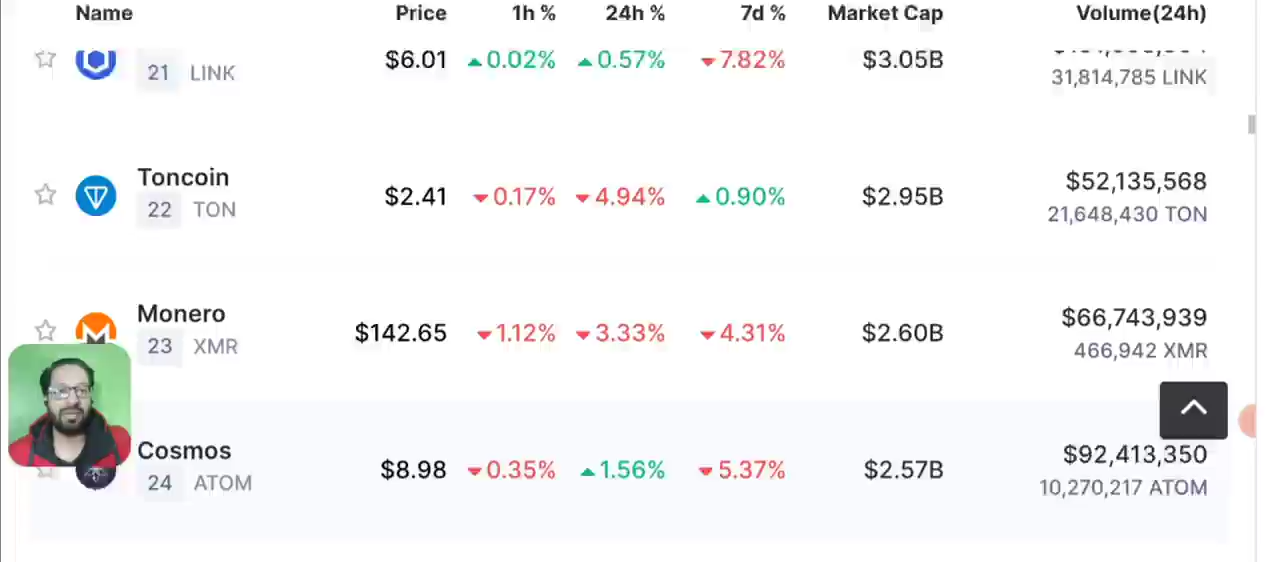 Name Price 1h % 24h % 7d % Market Cap Volume(24h)
21 LINK $6.01 0.02% 0.57% 7.82% $3.05B
31,814,785 LINK
Toncoin
22 TON $2.41 0.17% 4.94% 0.90% $2.95B $52,135,568
21,648,430 TON
Monero
23 XMR $142.65 1.12% 3.33% 4.31% $2.60B $66,743,939
466,942 XMR
Cosmos
24 ATOM $8.98 0.35% 1.56% 5.37% $2.57B $92,413,350
10,270,217 ATOM